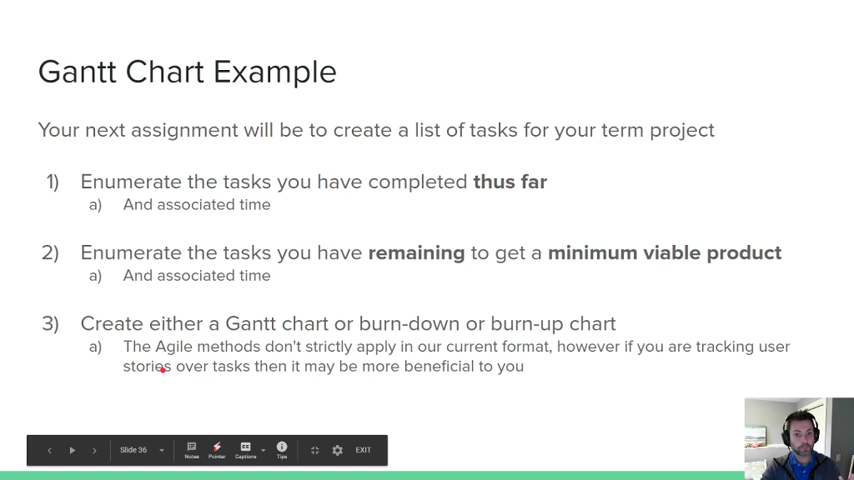 Gantt Chart Example
Your next assignment will be to create a list of tasks for your term project
1) Enumerate the tasks you have completed thus far
a) And associated time
2) Enumerate the tasks you have remaining to get a minimum viable product
a) And associated time
3) Create either a Gantt chart or burn-down or burn-up chart
a) The Agile methods don't strictly apply in our current format, however if you are tracking user
stories over tasks then it may be more beneficial to you
Slide 36
Notes Pointer Captions Tips EXIT